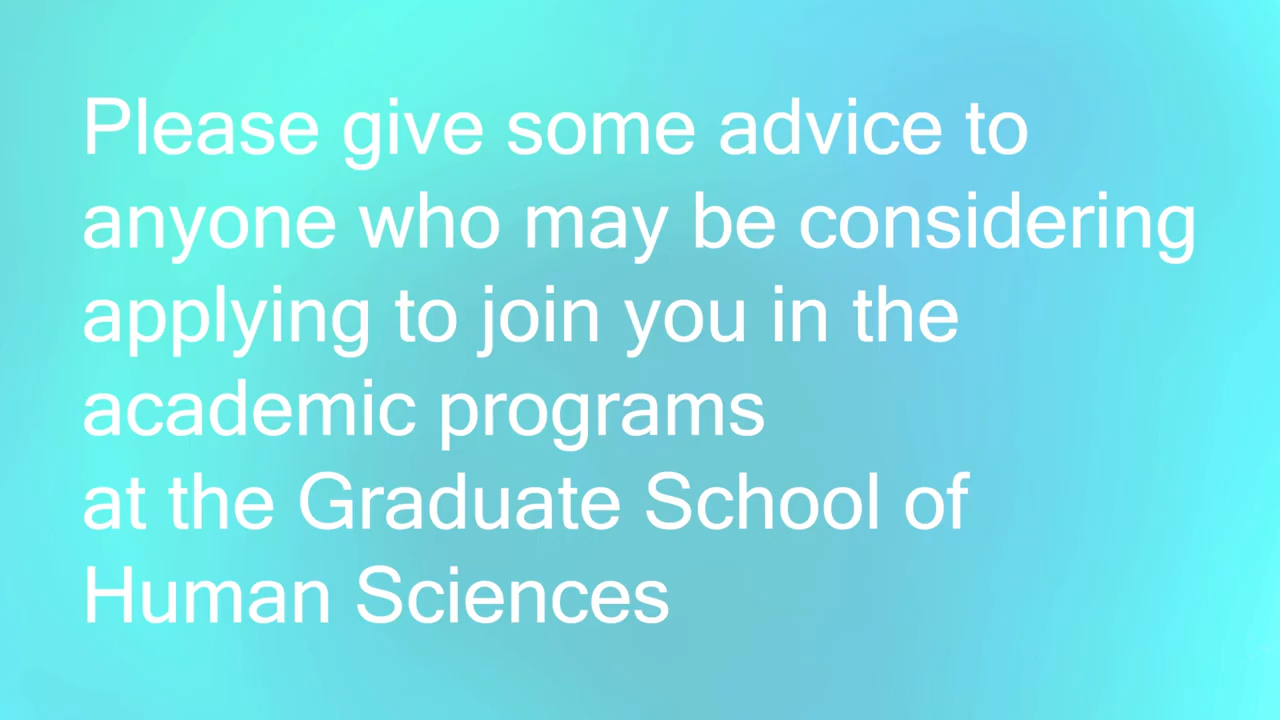 Please give some advice to
anyone who may be considering
applying to join you in the
academic programs
at the Graduate School of
Human Sciences